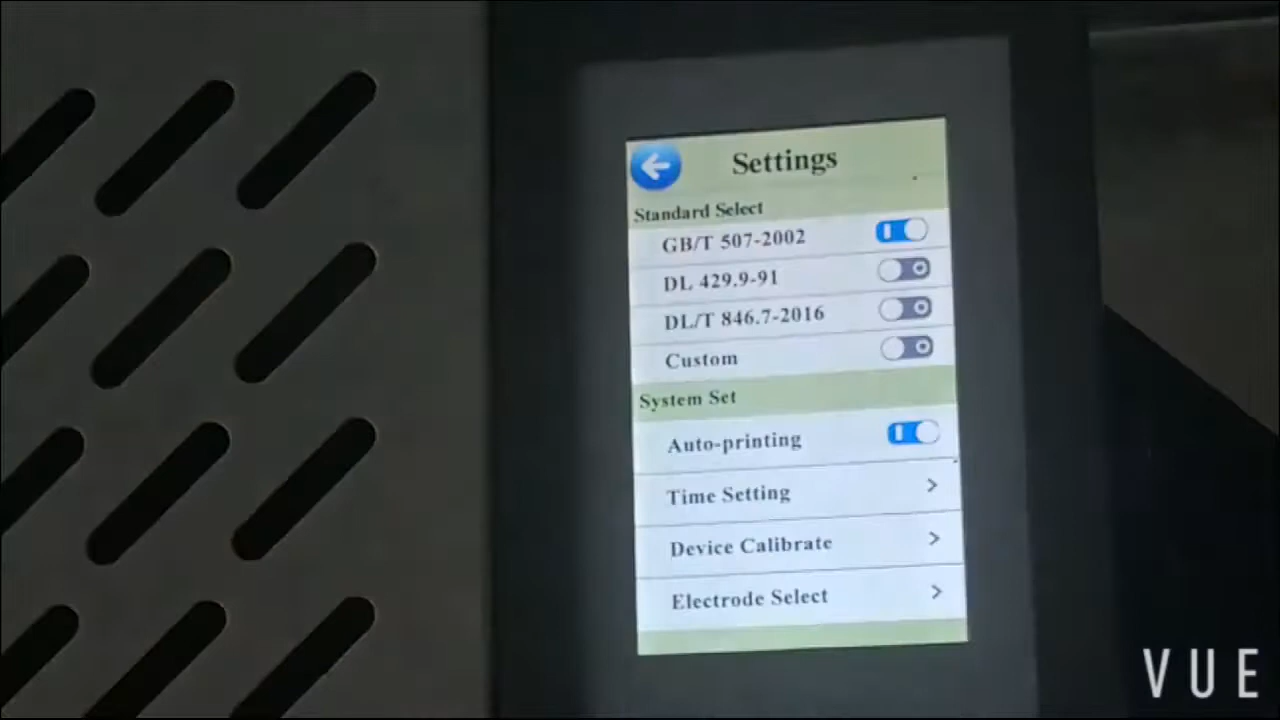 Settings
Standard Select
GB/T 507-2002
DL 429.9-91
DL/T 846.7-2016
Custom
System Set
Auto-printing
Time Setting
Device Calibrate
Electrode Select
VUE